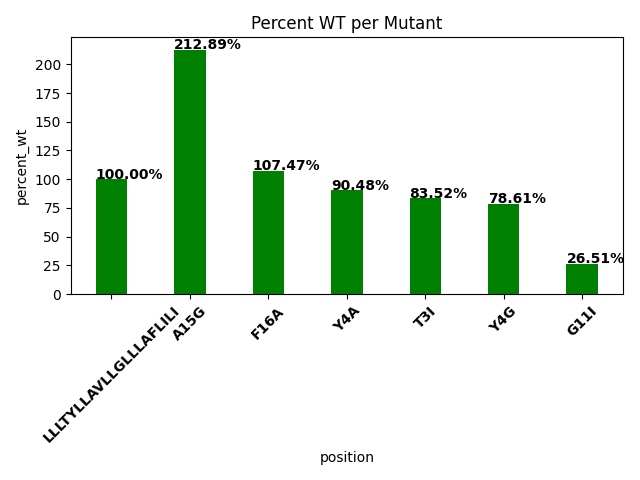 Percent WT per Mutant
percent_wt
200
175
150
125
100
75
50
25
0
100.00%
212.89%
107.47%
90.48%
83.52%
78.61%
26.51%
LLLTYLLAVLLGLLLAFLILI
A15G
F16A
Y4A
T3I
Y4G
G11I
position